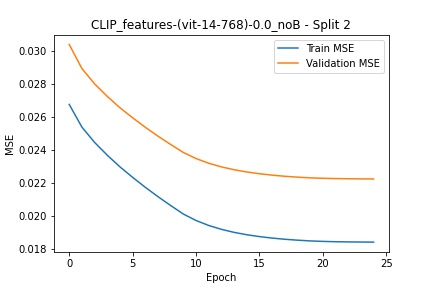 CLIP_features-(vit-14-768)-0.0_noB - Split 2
Train MSE
Validation MSE
MSE
0.030
0.028
0.026
0.024
0.022
0.020
0.018
0 5 10 15 20 25
Epoch